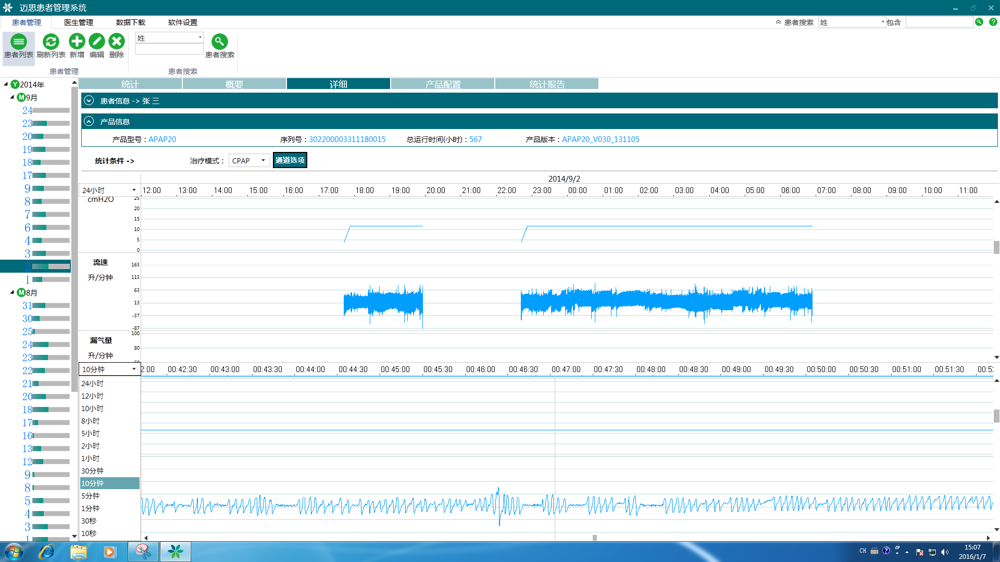 迈思患者管理系统
患者管理 医生管理 数据下载 软件设置 患者搜索 姓 包含
姓
患者列表 刷新列表 新增 编辑 删除 患者搜索
患者管理 患者搜索
Y 2014年
M 9月
24
23
20
19
18
17
9
8
7
6
4
3
2
1
M 8月
31
30
25
24
23
22
21
20
18
17
16
13
12
9
8
5
4
3
1
统计 概要 详细 产品配置 统计报告
患者信息 -> 张 三
产品信息
产品型号：APAP20 序列号：302200003311180015 总运行时间(小时)：567 产品版本：APAP20_V030_131105
统计条件 -> 治疗模式： CPAP 通道选项
2014/9/2
24小时 12:00 13:00 14:00 15:00 16:00 17:00 18:00 19:00 20:00 21:00 22:00 23:00 00:00 01:00 02:00 03:00 04:00 05:00 06:00 07:00 08:00 09:00 10:00 11:00
cmH2O 25
20
15
10
5
0
流速 163
升/分钟 113
63
13
-37
-87
100
漏气量
80
升/分钟
60
10分钟 2:00 00:42:30 00:43:00 00:43:30 00:44:00 00:44:30 00:45:00 00:45:30 00:46:00 00:46:30 00:47:00 00:47:30 00:48:00 00:48:30 00:49:00 00:49:30 00:50:00 00:50:30 00:51:00 00:51:30 00:52:
24小时
12小时
10小时
8小时
5小时
2小时
1小时
30分钟
10分钟
5分钟
1分钟
30秒
10秒
CH
15:07
2016/1/7